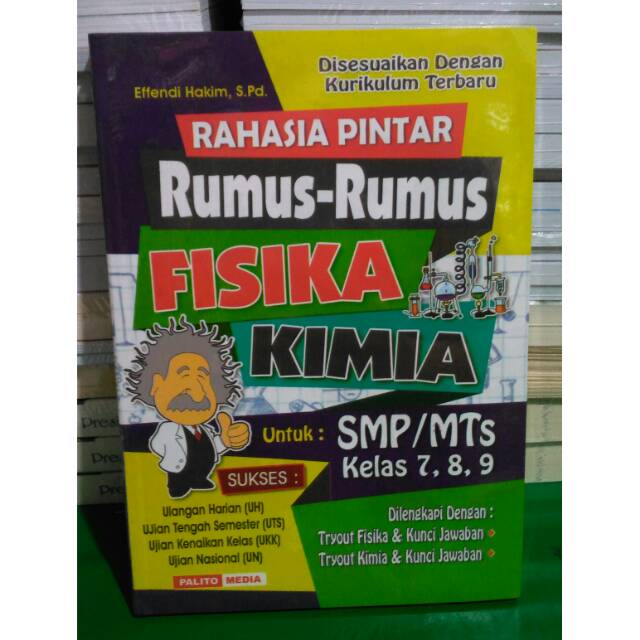 Effendi Hakim, S.Pd.
Disesuaikan Dengan
Kurikulum Terbaru
RAHASIA PINTAR
Rumus-Rumus
FISIKA
KIMIA
Untuk : SMP/MTs
Kelas 7, 8, 9
SUKSES :
Ulangan Harian (UH)
Ujian Tengah Semester (UTS)
Ujian Kenaikan Kelas (UKK)
Ujian Nasional (UN)
PALITO MEDIA
Dilengkapi Dengan :
Tryout Fisika & Kunci Jawaban
Tryout Kimia & Kunci Jawaban